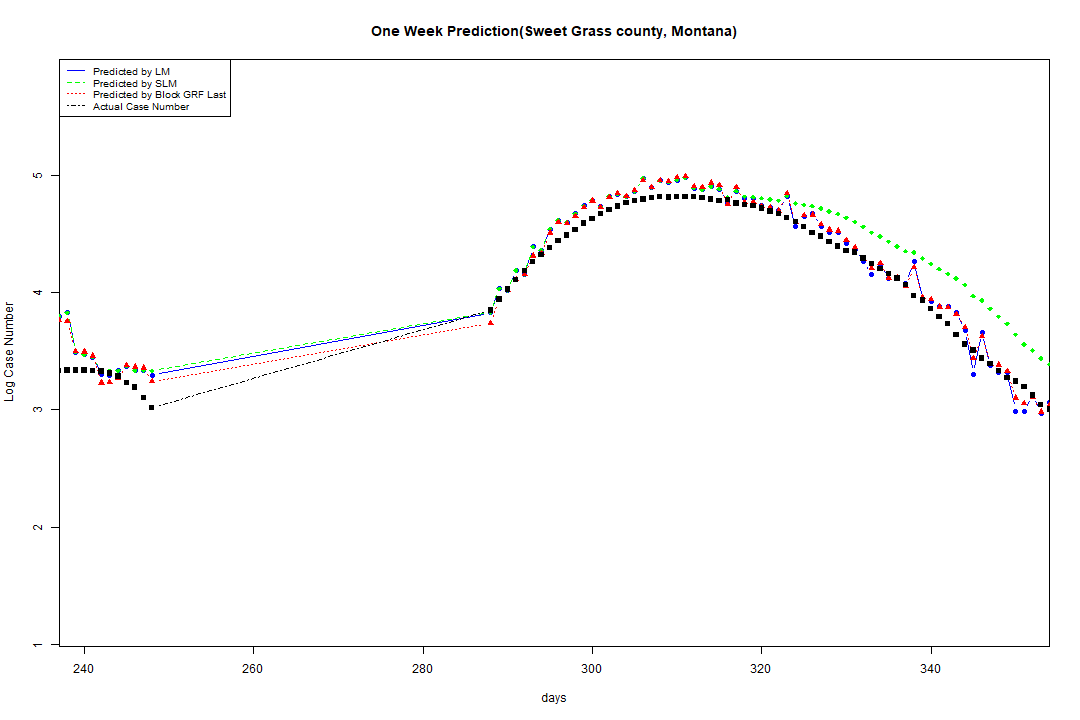 One Week Prediction(Sweet Grass county, Montana)
Predicted by LM
Predicted by SLM
Predicted by Block GRF Last
Actual Case Number
5
4
3
2
1
Log Case Number
240 260 280 300 320 340
days